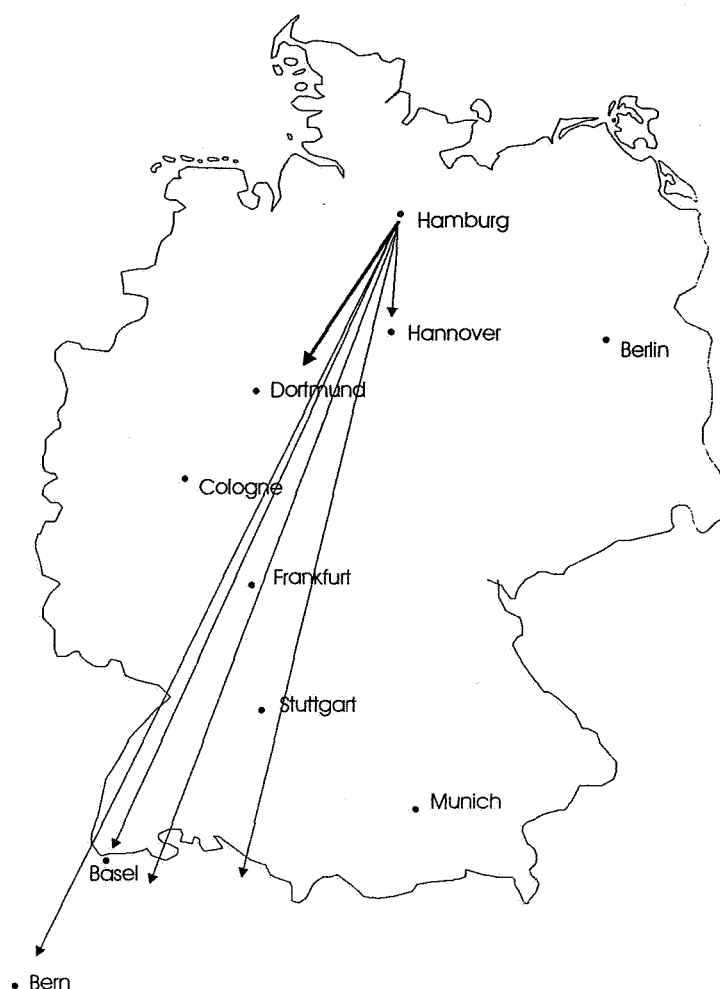 Hamburg
Hannover
Berlin
Dortmund
Cologne
Frankfurt
Stuttgart
Munich
Basel
Bern